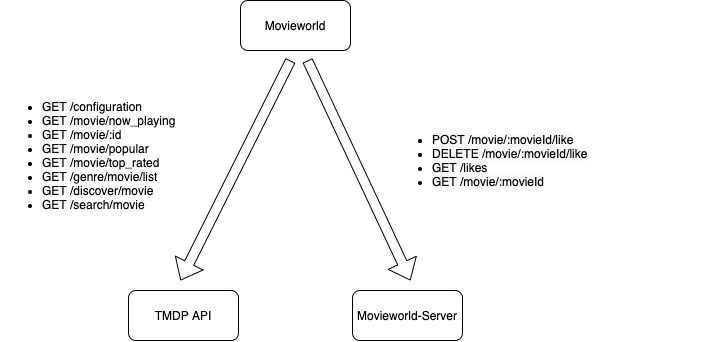 Movieworld
• GET /configuration
• GET /movie/now_playing
• GET /movie/:id
• GET /movie/popular
• GET /movie/top_rated
• GET /genre/movie/list
• GET /discover/movie
• GET /search/movie
• POST /movie/:movieId/like
• DELETE /movie/:movieId/like
• GET /likes
• GET /movie/:movieId
TMDP API
Movieworld-Server